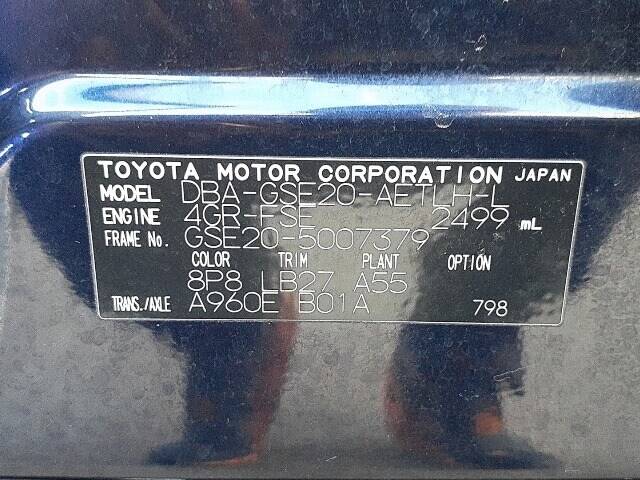 TOYOTA MOTOR CORPORATION JAPAN
MODEL DBA-GSE20-AETLH-L
ENGINE 4GR-FSE 2499 mL
FRAME No. GSE20-5007379
COLOR TRIM PLANT OPTION
8P8 LB27 A55
TRANS./AXLE A960E B01A 798